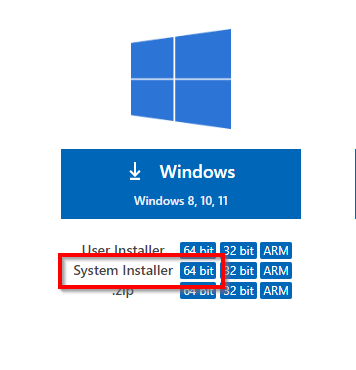 Windows
Windows 8, 10, 11
User Installer 64 bit 32 bit ARM
System Installer 64 bit 32 bit ARM
.zip 64 bit 32 bit ARM